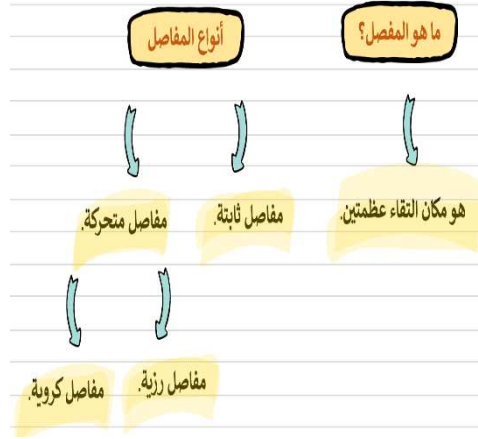 ما هو المفصل؟
أنواع المفاصل
هو مكان التقاء عظمتين.
مفاصل ثابتة.
مفاصل متحركة.
مفاصل رزية.
مفاصل كروية.